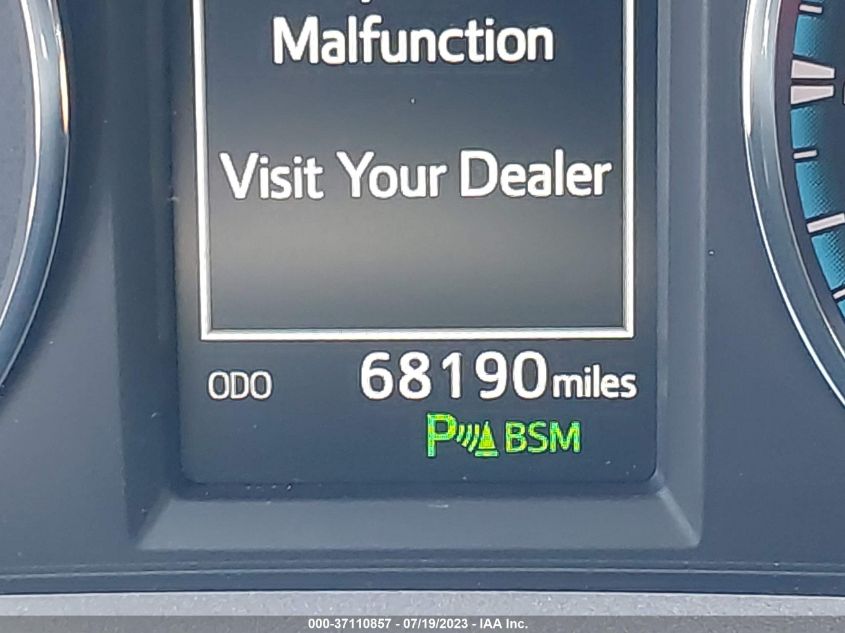 Malfunction
Visit Your Dealer
ODO 68190 miles
P BSM
000-37110857 - 07/19/2023 - IAA Inc.